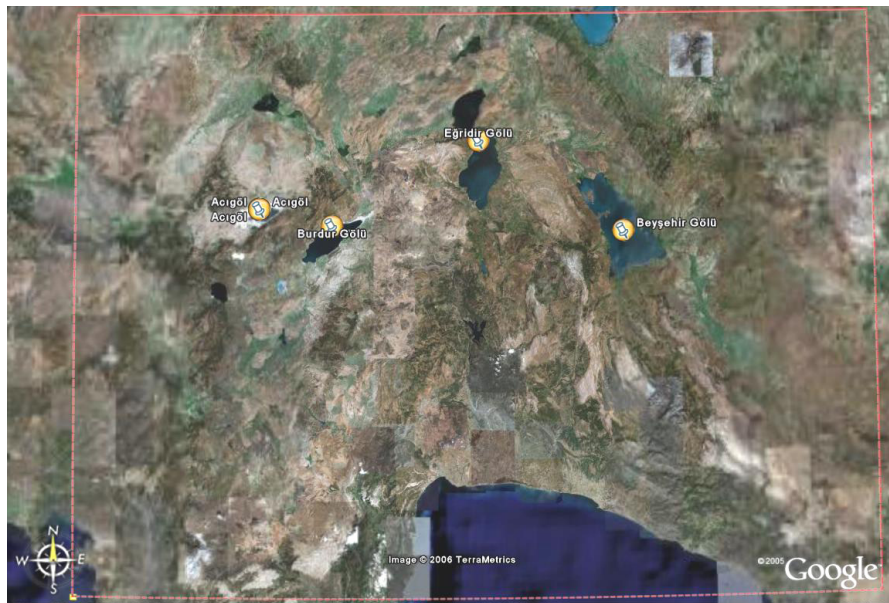 Eğridir Gölü
Acıgöl
Acıgöl
Acıgöl
Burdur Gölü
Beyşehir Gölü
N
W
E
S
Image © 2006 TerraMetrics
©2005 Google